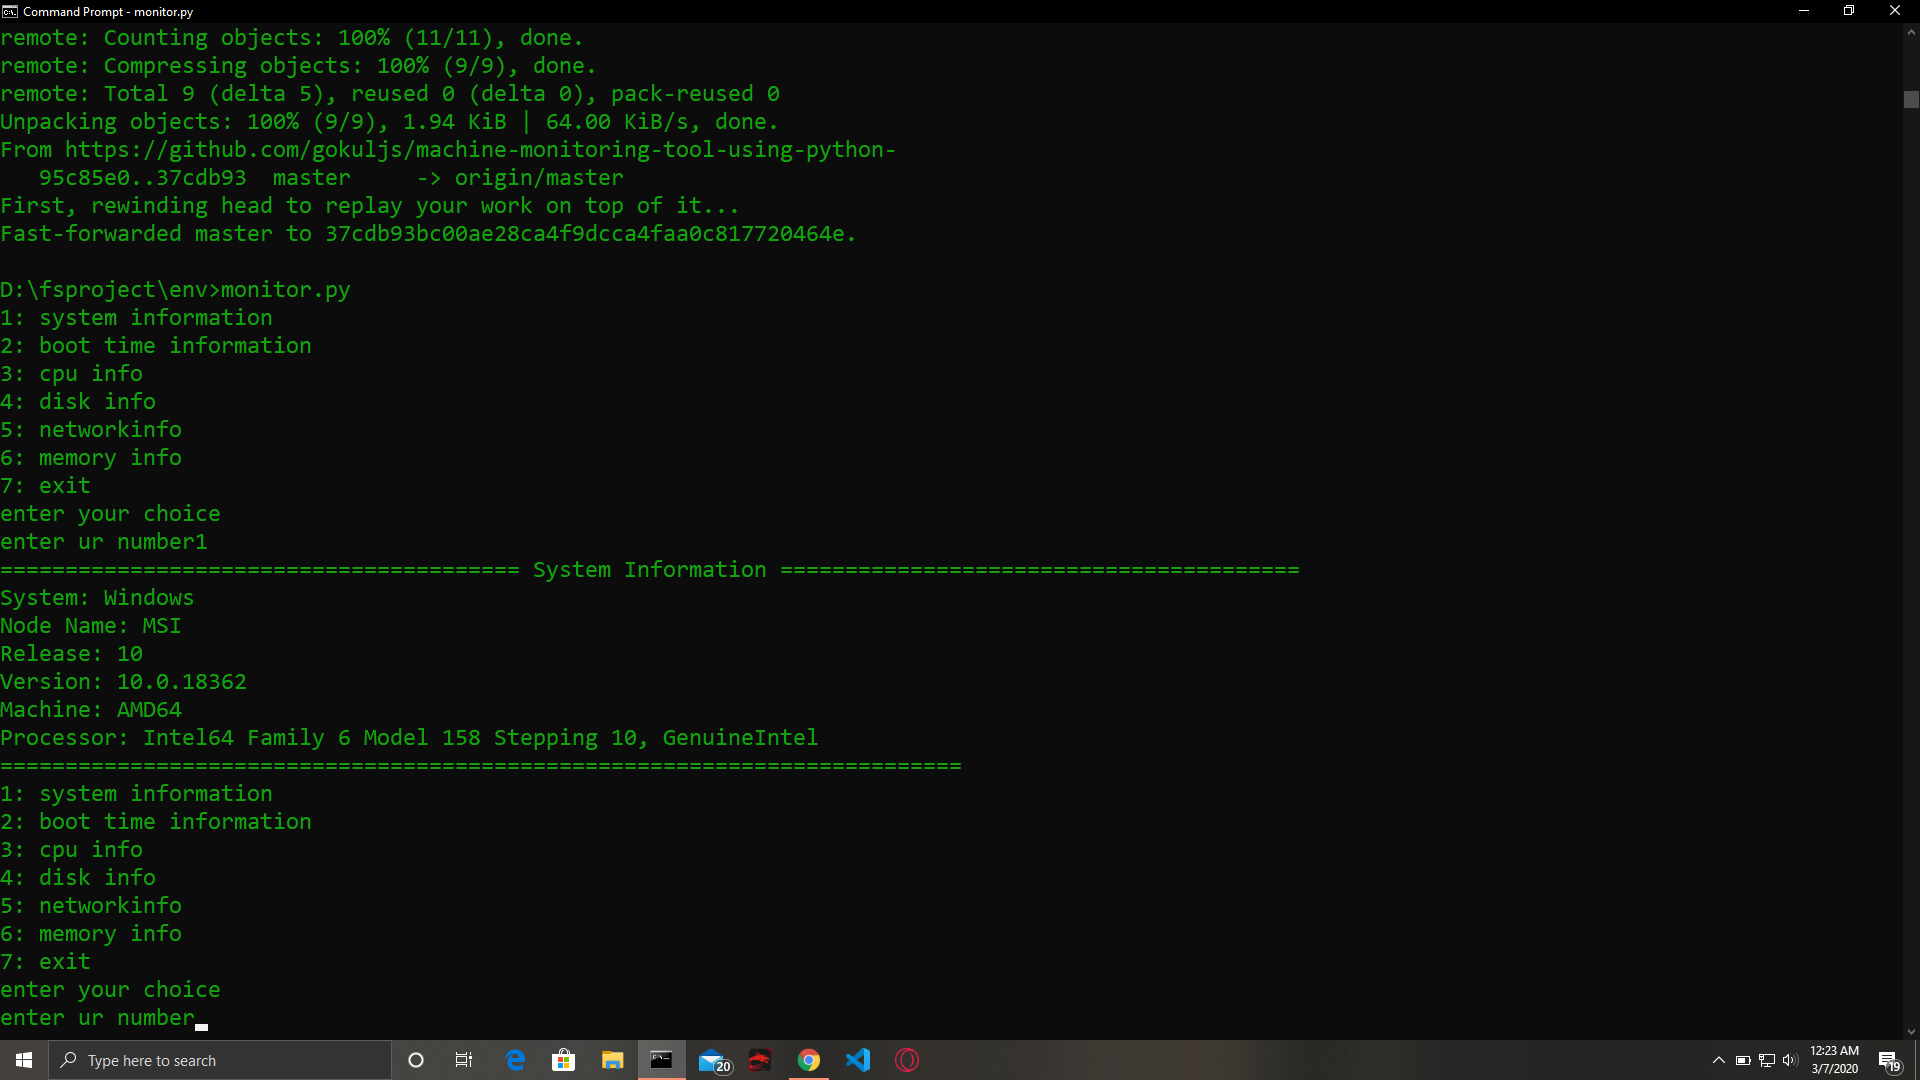 Command Prompt - monitor.py
remote: Counting objects: 100% (11/11), done.
remote: Compressing objects: 100% (9/9), done.
remote: Total 9 (delta 5), reused 0 (delta 0), pack-reused 0
Unpacking objects: 100% (9/9), 1.94 KiB | 64.00 KiB/s, done.
From https://github.com/gokuljs/machine-monitoring-tool-using-python-
   95c85e0..37cdb93  master     -> origin/master
First, rewinding head to replay your work on top of it...
Fast-forwarded master to 37cdb93bc00ae28ca4f9dcca4faa0c817720464e.
D:\fsproject\env>monitor.py
1: system information
2: boot time information
3: cpu info
4: disk info
5: networkinfo
6: memory info
7: exit
enter your choice
enter ur number1
======================================== System Information ========================================
System: Windows
Node Name: MSI
Release: 10
Version: 10.0.18362
Machine: AMD64
Processor: Intel64 Family 6 Model 158 Stepping 10, GenuineIntel
==========================================================================
1: system information
2: boot time information
3: cpu info
4: disk info
5: networkinfo
6: memory info
7: exit
enter your choice
enter ur number
Type here to search
20
12:23 AM
3/7/2020
19